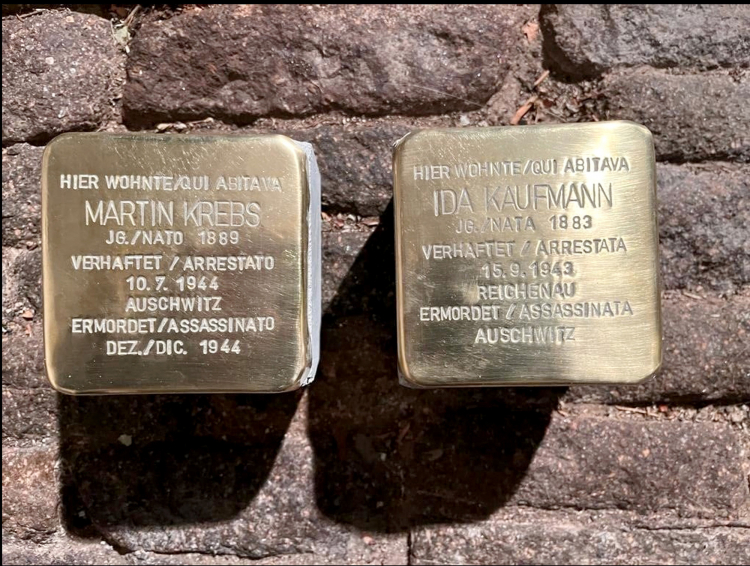 HIER WOHNTE/QUI ABITAVA
MARTIN KREBS
JG./NATO 1889
VERHAFTET / ARRESTATO
10.7.1944
AUSCHWITZ
ERMORDET/ASSASSINATO
DEZ./DIC. 1944
HIER WOHNTE/QUI ABITAVA
IDA KAUFMANN
JG./NATA 1883
VERHAFTET / ARRESTATA
15.9.1943
REICHENAU
ERMORDET / ASSASSINATA
AUSCHWITZ